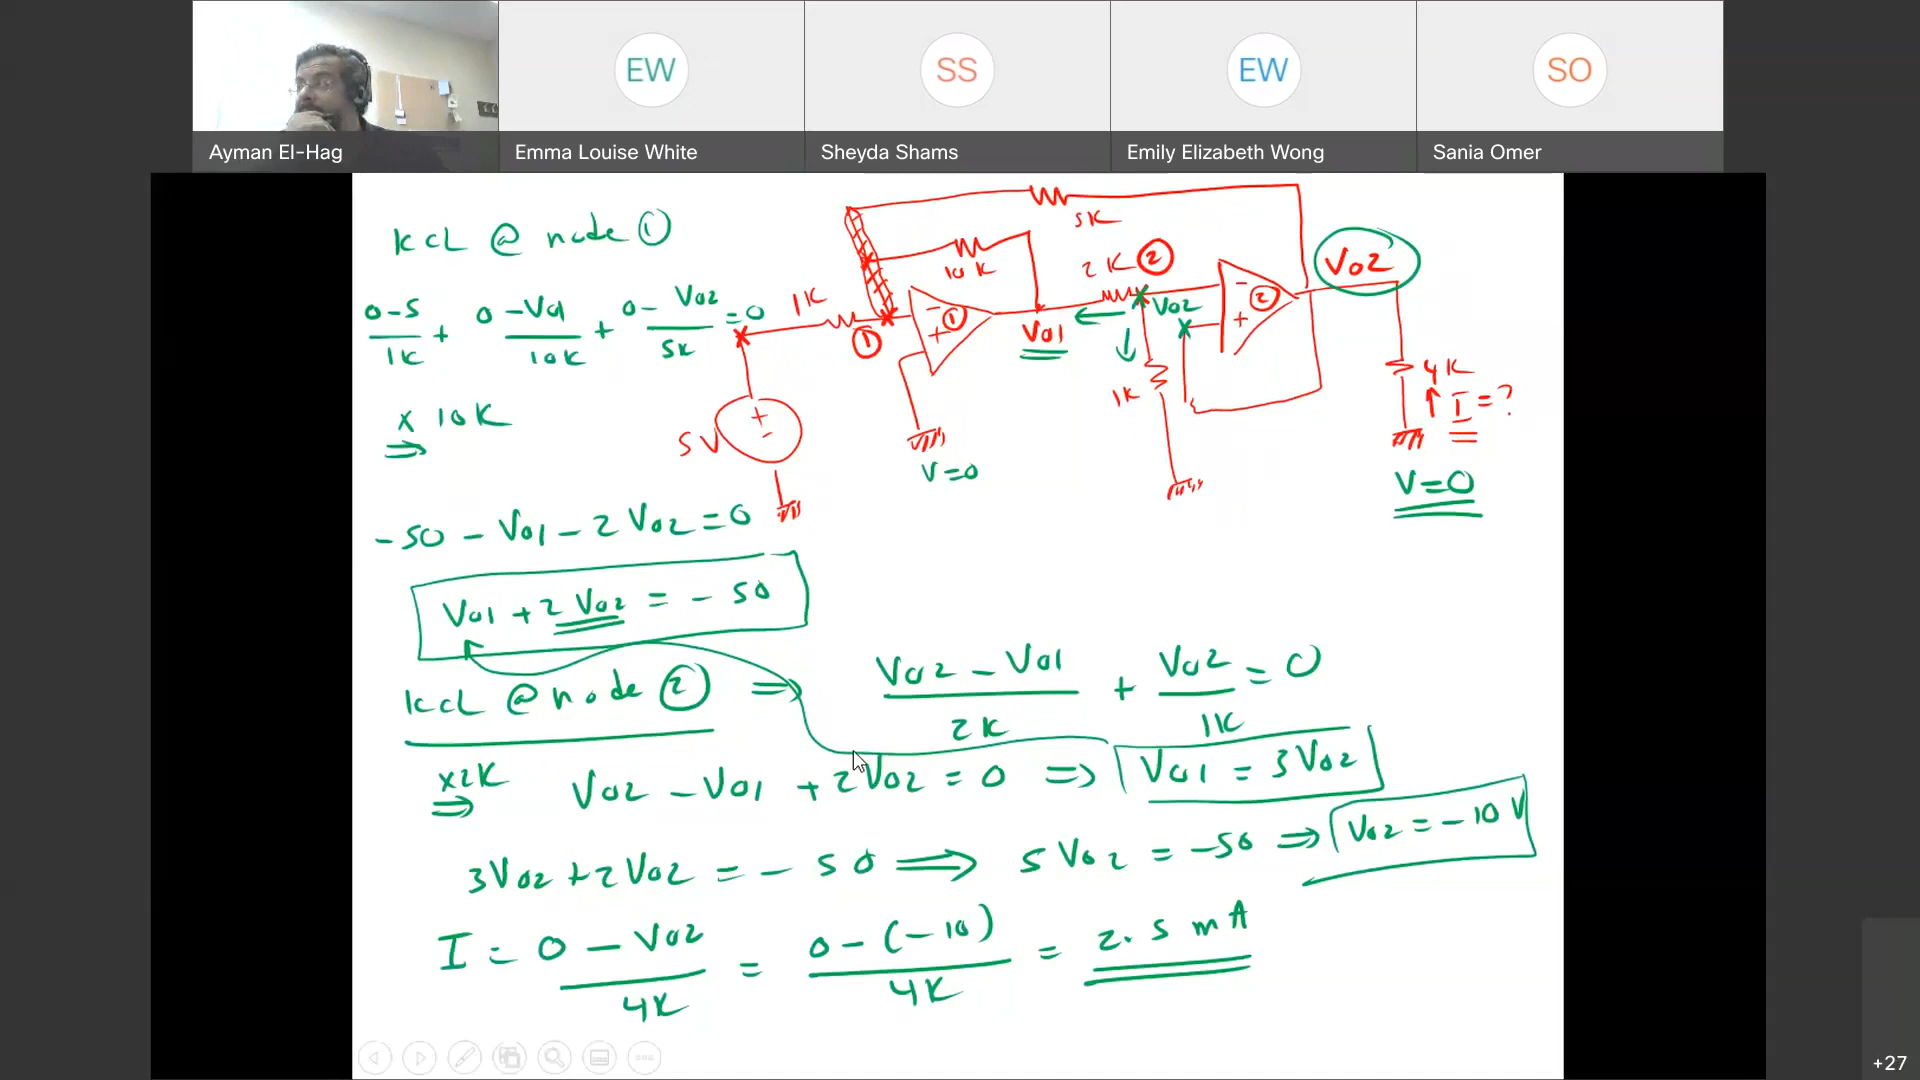 EW
SS
EW
SO
Ayman El-Hag
Emma Louise White
Sheyda Shams
Emily Elizabeth Wong
Sania Omer
KCL @ node ①
(0-5)/1K + (0-Vo1)/10K + (0-Vo2)/5K = 0
x 10K
⇒
-50 - Vo1 - 2Vo2 = 0
Vo1 + 2Vo2 = -50
5K
10K
1K
①
- + ①
Vo1
2K ②
Vo2
- + ②
Vo2
1K
5V
+ -
V=0
4K
↑ I = ?
V=0
KCL @ node ② ⇒ (Vo2 - Vo1)/2K + Vo2/1K = 0
x2K
⇒ Vo2 - Vo1 + 2Vo2 = 0 ⇒ Vo1 = 3Vo2
3Vo2 + 2Vo2 = -50 ⇒ 5Vo2 = -50 ⇒ Vo2 = -10V
I = (0 - Vo2)/4K = (0 - (-10))/4K = 2.5 mA
+27